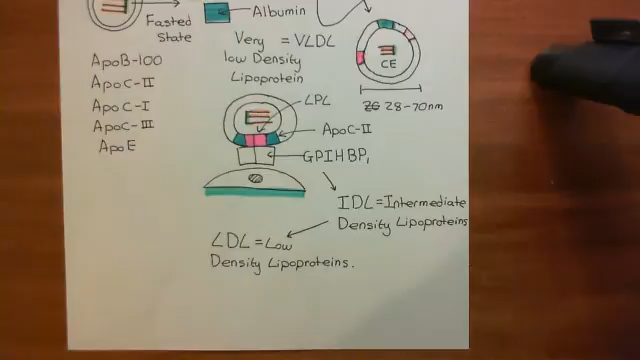 Fasted
State
Albumin
Very = VLDL
low Density
Lipoprotein
CE
28-70nm
ApoB-100
ApoC-II
ApoC-I
ApoC-III
ApoE
LPL
ApoC-II
GPIHBP1
IDL=Intermediate
Density Lipoproteins
LDL=Low
Density Lipoproteins.